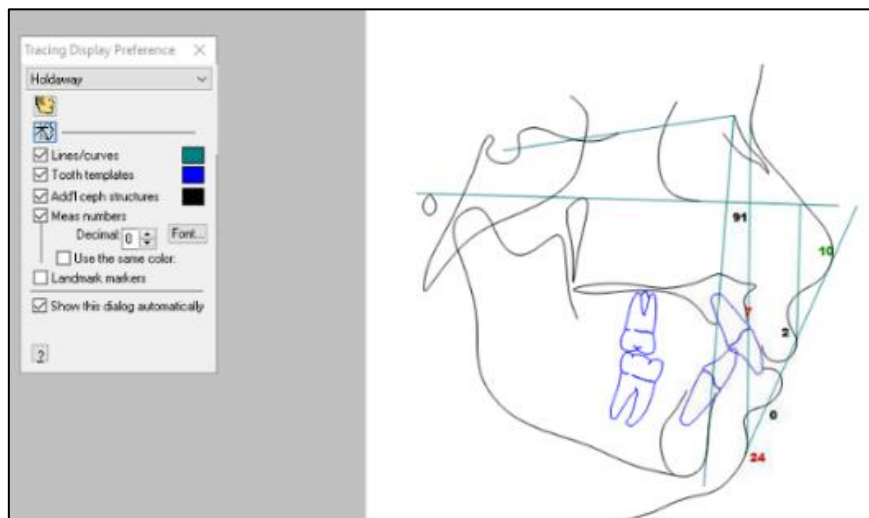 Tracing Display Preference
Holdaway
Lines/curves
Tooth templates
Add'l ceph structures
Meas numbers
Decimal: 0 Font...
Use the same color:
Landmark markers
Show this dialog automatically
?
91
10
7
2
0
24